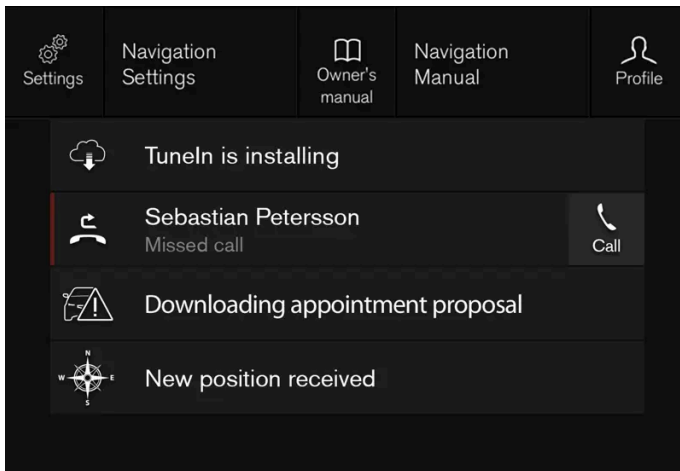 Settings
Navigation
Settings
Owner's
manual
Navigation
Manual
Profile
TuneIn is installing
Sebastian Petersson
Missed call
Call
Downloading appointment proposal
N
W
E
S
New position received